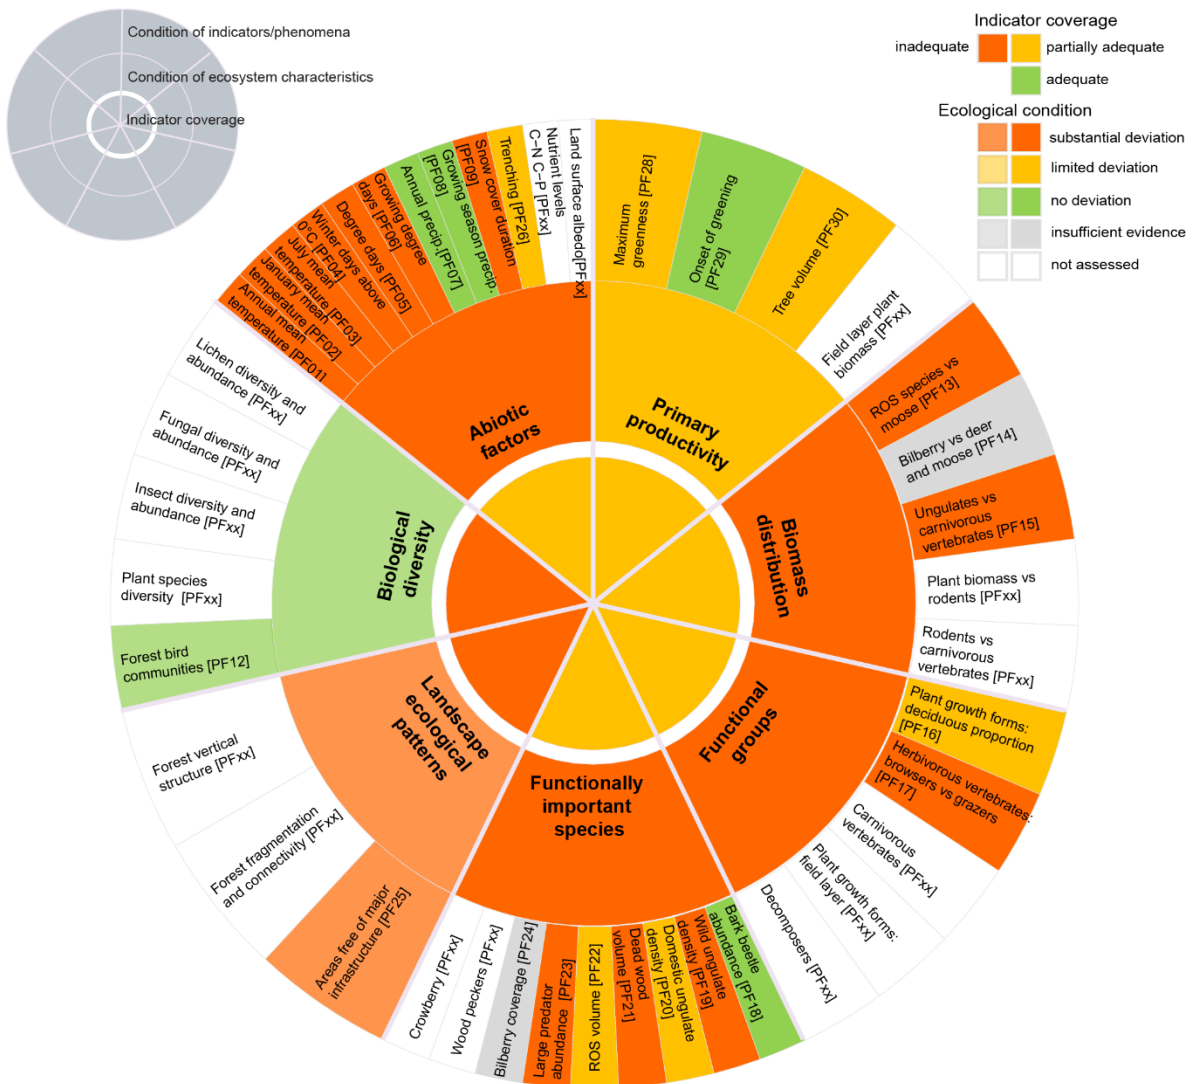 Condition of indicators/phenomena
Condition of ecosystem characteristics
Indicator coverage
Indicator coverage
inadequate
partially adequate
adequate
Ecological condition
substantial deviation
limited deviation
no deviation
insufficient evidence
not assessed
Abiotic
factors
Annual mean
temperature [PF01]
January mean
temperature [PF02]
July mean
temperature [PF03]
Winter days above
0°C [PF04]
Degree days [PF05]
Growing degree
days [PF06]
Annual precip.[PF07]
Growing season precip.
[PF08]
Snow cover duration
[PF09]
Trenching [PF26]
Nutrient levels
C–N C–P [PFxx]
Land surface albedo[PFxx]
Primary
productivity
Maximum
greenness [PF28]
Onset of greening
[PF29]
Tree volume [PF30]
Field layer plant
biomass [PFxx]
Biomass
distribution
ROS species vs
moose [PF13]
Bilberry vs deer
and moose [PF14]
Ungulates vs
carnivorous
vertebrates [PF15]
Plant biomass vs
rodents [PFxx]
Rodents vs
carnivorous
vertebrates [PFxx]
Functional
groups
Plant growth forms:
deciduous proportion
[PF16]
Herbivorous vertebrates:
browsers vs grazers
[PF17]
Carnivorous
vertebrates [PFxx]
Plant growth forms:
field layer [PFxx]
Decomposers [PFxx]
Functionally
important
species
Bark beetle
abundance [PF18]
Wild ungulate
density [PF19]
Domestic ungulate
density [PF20]
Dead wood
volume [PF21]
ROS volume [PF22]
Large predator
abundance [PF23]
Bilberry coverage [PF24]
Wood peckers [PFxx]
Crowberry [PFxx]
Landscape
ecological
patterns
Areas free of major
infrastructure [PF25]
Forest fragmentation
and connectivity [PFxx]
Forest vertical
structure [PFxx]
Biological
diversity
Forest bird
communities [PF12]
Plant species
diversity [PFxx]
Insect diversity and
abundance [PFxx]
Fungal diversity and
abundance [PFxx]
Lichen diversity and
abundance [PFxx]